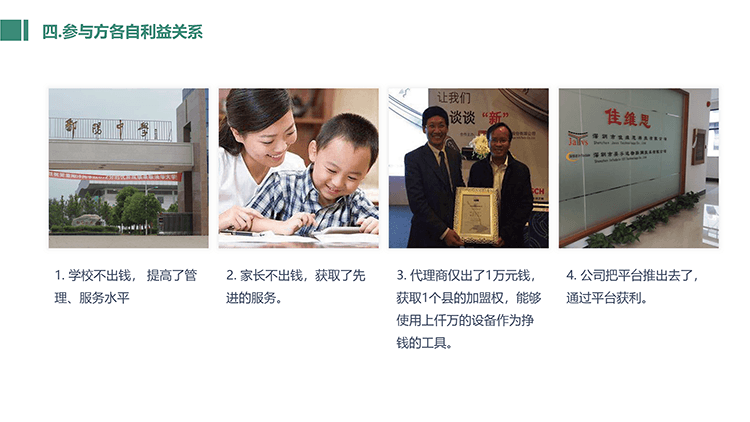 四.参与方各自利益关系
鄱陽中學
让我们
谈谈“新”
佳维恩
1. 学校不出钱， 提高了管
理、服务水平
2. 家长不出钱，获取了先
进的服务。
3. 代理商仅出了1万元钱，
获取1个县的加盟权，能够
使用上仟万的设备作为挣
钱的工具。
4. 公司把平台推出去了，
通过平台获利。